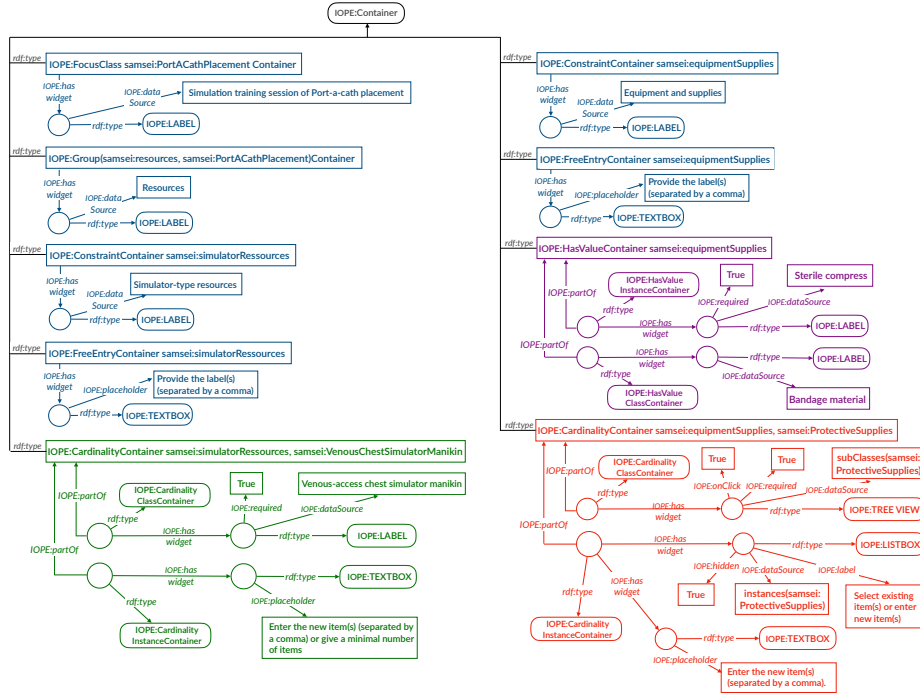 IOPE:Container
rdf:type
IOPE:FocusClass samsei:PortACathPlacement Container
IOPE:has
widget
IOPE:data
Source
Simulation training session of Port-a-cath placement
rdf:type
IOPE:LABEL
rdf:type
IOPE:Group(samsei:resources, samsei:PortACathPlacement)Container
IOPE:has
widget
IOPE:data
Source
Resources
rdf:type
IOPE:LABEL
rdf:type
IOPE:ConstraintContainer samsei:simulatorRessources
IOPE:has
widget
IOPE:data
Source
Simulator-type resources
rdf:type
IOPE:LABEL
rdf:type
IOPE:FreeEntryContainer samsei:simulatorRessources
IOPE:has
widget
IOPE:placeholder
Provide the label(s)
(separated by a comma)
rdf:type
IOPE:TEXTBOX
rdf:type
IOPE:CardinalityContainer samsei:simulatorRessources, samsei:VenousChestSimulatorManikin
IOPE:partOf
IOPE:partOf
IOPE:Cardinality
ClassContainer
rdf:type
IOPE:has
widget
True
IOPE:required
Venous-access chest simulator manikin
IOPE:dataSource
rdf:type
IOPE:LABEL
IOPE:has
widget
rdf:type
IOPE:TEXTBOX
rdf:type
IOPE:Cardinality
InstanceContainer
IOPE:placeholder
Enter the new item(s) (separated
by a comma) or give a minimal number
of items
rdf:type
IOPE:ConstraintContainer samsei:equipmentSupplies
IOPE:has
widget
IOPE:data
Source
Equipment and supplies
rdf:type
IOPE:LABEL
rdf:type
IOPE:FreeEntryContainer samsei:equipmentSupplies
IOPE:has
widget
IOPE:placeholder
Provide the label(s)
(separated by a comma)
rdf:type
IOPE:TEXTBOX
rdf:type
IOPE:HasValueContainer samsei:equipmentSupplies
IOPE:partOf
IOPE:partOf
IOPE:HasValue
InstanceContainer
rdf:type
IOPE:has
widget
True
IOPE:required
Sterile compress
IOPE:dataSource
rdf:type
IOPE:LABEL
IOPE:has
widget
rdf:type
IOPE:LABEL
rdf:type
IOPE:HasValue
ClassContainer
IOPE:dataSource
Bandage material
rdf:type
IOPE:CardinalityContainer samsei:equipmentSupplies, samsei:ProtectiveSupplies
IOPE:partOf
IOPE:partOf
IOPE:Cardinality
ClassContainer
rdf:type
IOPE:has
widget
True
IOPE:onClick
True
IOPE:required
subClasses(samsei:
ProtectiveSupplies)
IOPE:dataSource
rdf:type
IOPE:TREE VIEW
IOPE:has
widget
rdf:type
IOPE:LISTBOX
IOPE:hidden
True
IOPE:dataSource
instances(samsei:
ProtectiveSupplies)
IOPE:label
Select existing
item(s) or enter
new item(s)
rdf:type
IOPE:Cardinality
InstanceContainer
IOPE:has
widget
rdf:type
IOPE:TEXTBOX
IOPE:placeholder
Enter the new item(s)
(separated by a comma).